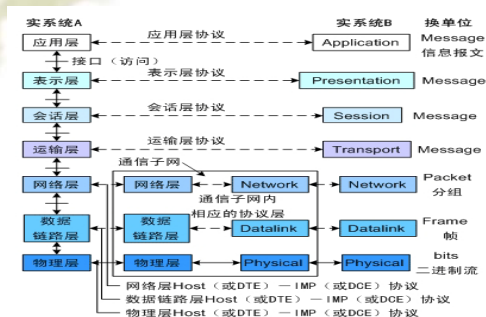 实系统A 实系统B 换单位
应用层 应用层协议 Application Message
信息报文
接口（访问）
表示层 表示层协议 Presentation Message
会话层 会话层协议 Session Message
运输层 运输层协议 Transport Message
通信子网
网络层 网络层 Network Network Packet
分组
通信子网内
相应的协议层
数据
链路层 数据
链路层 Datalink Datalink Frame
帧
物理层 物理层 Physical Physical bits
二进制流
网络层Host（或DTE）—IMP（或DCE）协议
数据链路层Host（或DTE）—IMP（或DCE）协议
物理层Host（或DTE）—IMP（或DCE）协议